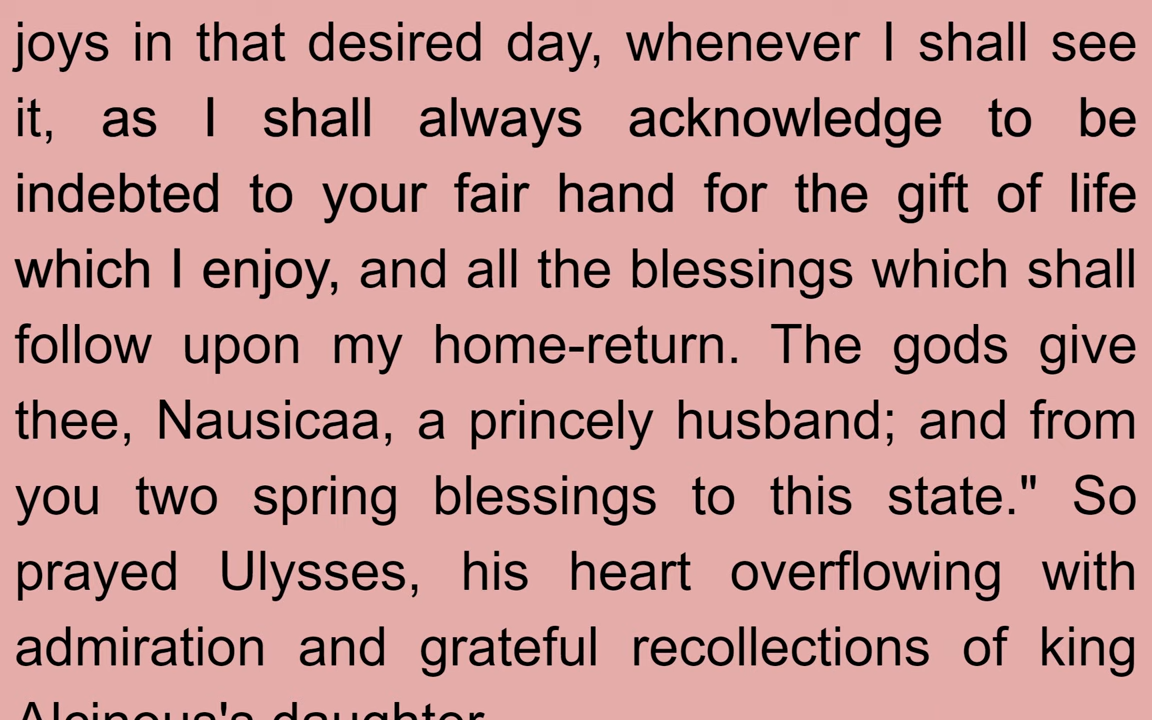 joys in that desired day, whenever I shall see
it, as I shall always acknowledge to be
indebted to your fair hand for the gift of life
which I enjoy, and all the blessings which shall
follow upon my home-return. The gods give
thee, Nausicaa, a princely husband; and from
you two spring blessings to this state." So
prayed Ulysses, his heart overflowing with
admiration and grateful recollections of king
Alcinous's daughter.